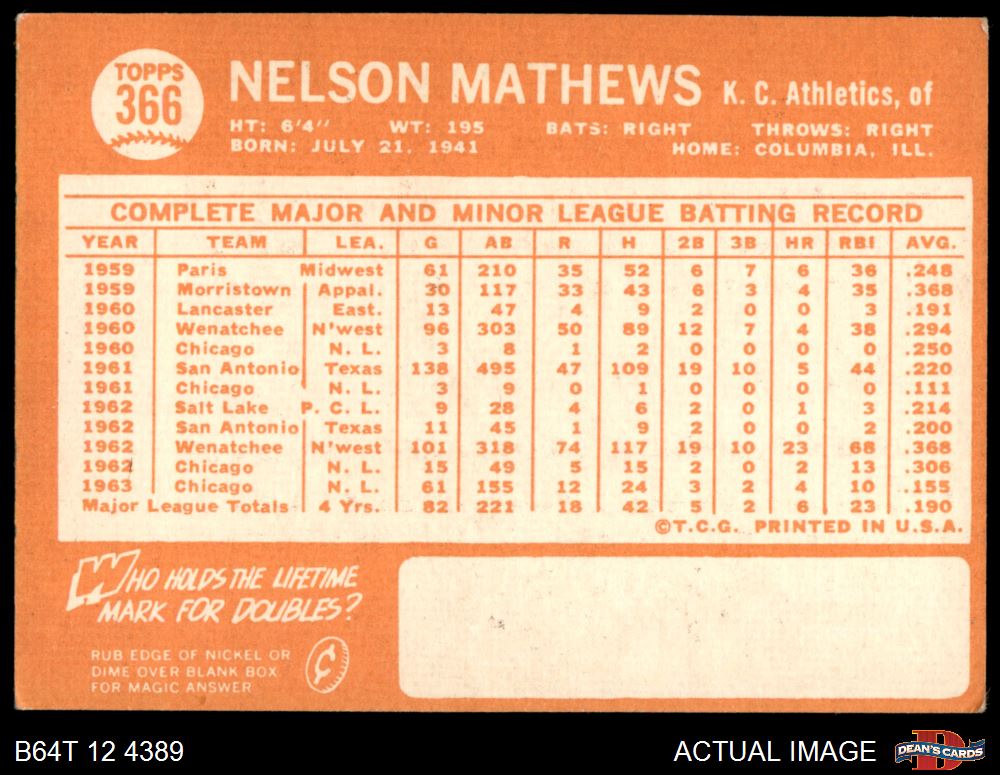 TOPPS
366
NELSON MATHEWS K. C. Athletics, of
HT: 6'4" WT: 195 BATS: RIGHT THROWS: RIGHT
BORN: JULY 21, 1941 HOME: COLUMBIA, ILL.
COMPLETE MAJOR AND MINOR LEAGUE BATTING RECORD
YEAR TEAM LEA. G AB R H 2B 3B HR RBI AVG.
1959 Paris Midwest 61 210 35 52 6 7 6 36 .248
1959 Morristown Appal. 30 117 33 43 6 3 4 35 .368
1960 Lancaster East. 13 47 4 9 2 0 0 3 .191
1960 Wenatchee N'west 96 303 50 89 12 7 4 38 .294
1960 Chicago N. L. 3 8 1 2 0 0 0 0 .250
1961 San Antonio Texas 138 495 47 109 19 10 5 44 .220
1961 Chicago N. L. 3 9 0 1 0 0 0 0 .111
1962 Salt Lake P. C. L. 9 28 4 6 2 0 1 3 .214
1962 San Antonio Texas 11 45 1 9 2 0 0 2 .200
1962 Wenatchee N'west 101 318 74 117 19 10 23 68 .368
1962 Chicago N. L. 15 49 5 15 2 0 2 13 .306
1963 Chicago N. L. 61 155 12 24 3 2 4 10 .155
Major League Totals 4 Yrs. 82 221 18 42 5 2 6 23 .190
©T.C.G. PRINTED IN U.S.A.
WHO HOLDS THE LIFETIME
MARK FOR DOUBLES?
RUB EDGE OF NICKEL OR
DIME OVER BLANK BOX
FOR MAGIC ANSWER
¢
B64T 12 4389 ACTUAL IMAGE
D
DEAN'S CARDS